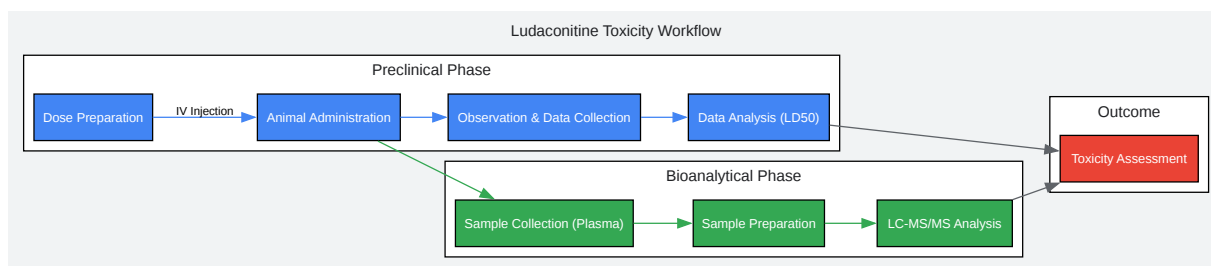 Ludaconitine Toxicity Workflow
Preclinical Phase
Dose Preparation
IV Injection
Animal Administration
Observation & Data Collection
Data Analysis (LD50)
Bioanalytical Phase
Sample Collection (Plasma)
Sample Preparation
LC-MS/MS Analysis
Outcome
Toxicity Assessment